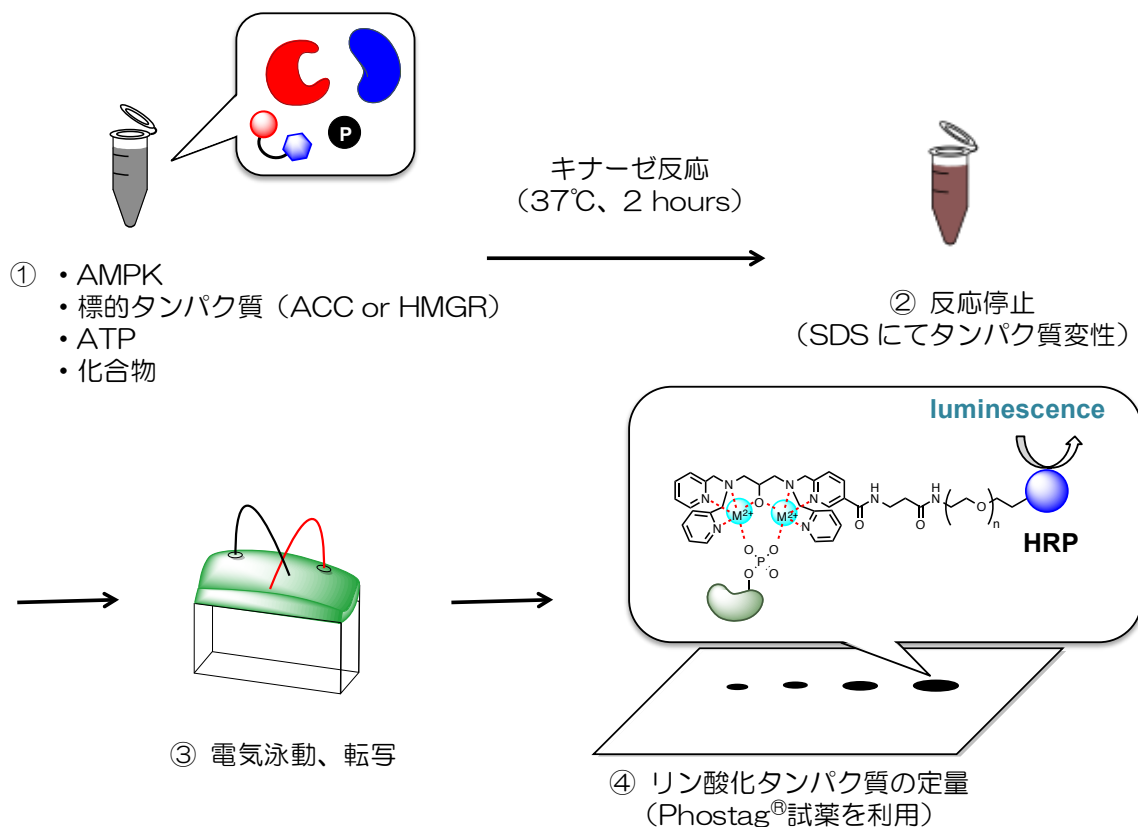 P
キナーゼ反応
（37℃、2 hours）
① ・AMPK
・標的タンパク質（ACC or HMGR）
・ATP
・化合物
② 反応停止
（SDS にてタンパク質変性）
luminescence
N
N
N
N
N
N
O
M2+
M2+
O
H
N
O
H
N
O
n
O
O
P
O
O
HRP
③ 電気泳動、転写
④ リン酸化タンパク質の定量
（Phostag®試薬を利用）